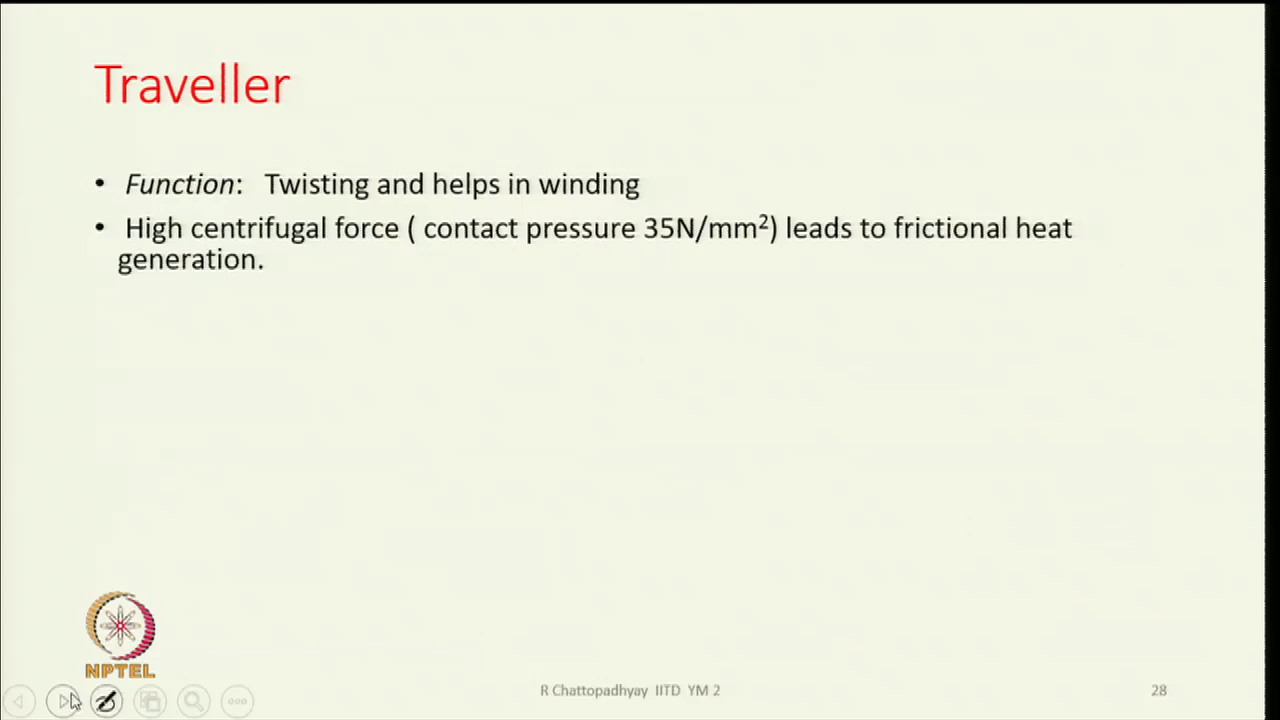 Traveller
• Function: Twisting and helps in winding
• High centrifugal force ( contact pressure 35N/mm²) leads to frictional heat
generation.
NPTEL
R Chattopadhyay IITD YM 2
28